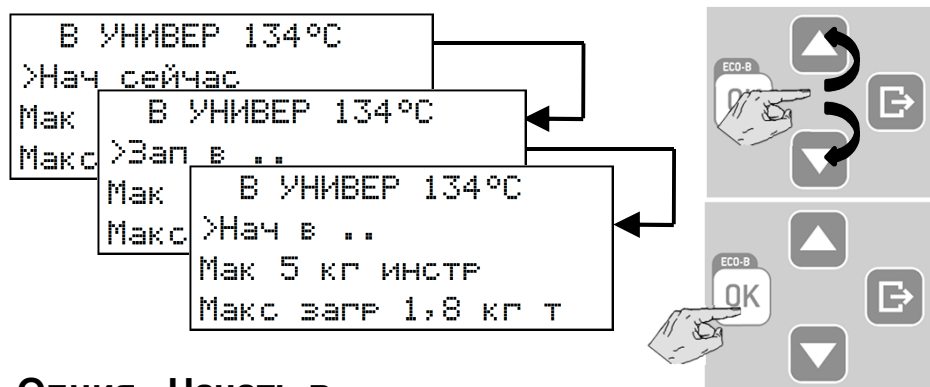 В УНИВЕР 134°C
>Нач сейчас
Мак
Макс
В УНИВЕР 134°C
>Зап в ..
Мак
Макс
В УНИВЕР 134°C
>Нач в ..
Мак 5 кг инстр
Макс загр 1,8 кг т
ECO-B
ECO-B
OK